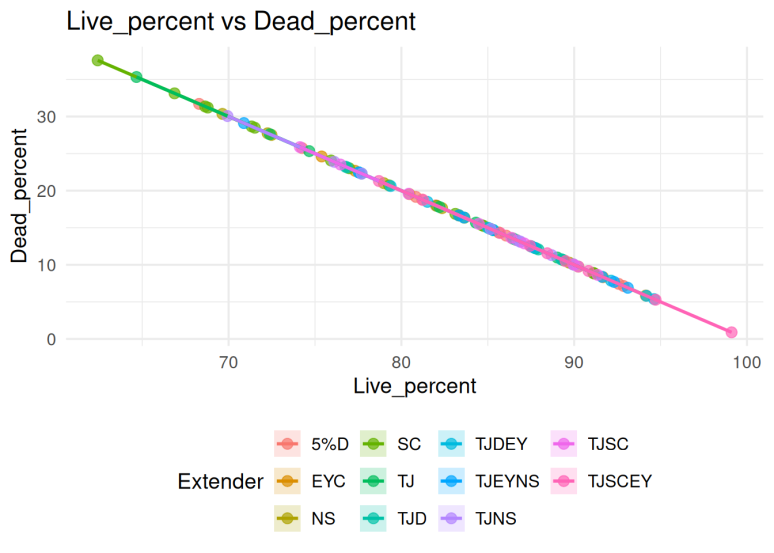 Live_percent vs Dead_percent
Dead_percent
30
20
10
0
70 80 90 100
Live_percent
Extender
5%D SC TJDEY TJSC
EYC TJ TJEYNS TJSCEY
NS TJD TJNS